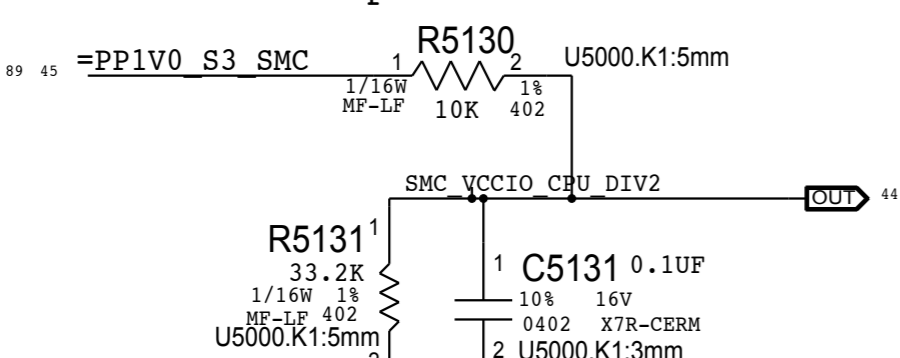 R5130
89 45 =PP1V0_S3_SMC 1 2 U5000.K1:5mm
1/16W 1%
MF-LF 10K 402
SMC_VCCIO_CPU_DIV2
OUT 44
R5131 1
33.2K 1 C5131 0.1UF
1/16W 1% 10% 16V
MF-LF 402 0402 X7R-CERM
U5000.K1:5mm
2 U5000.K1:3mm